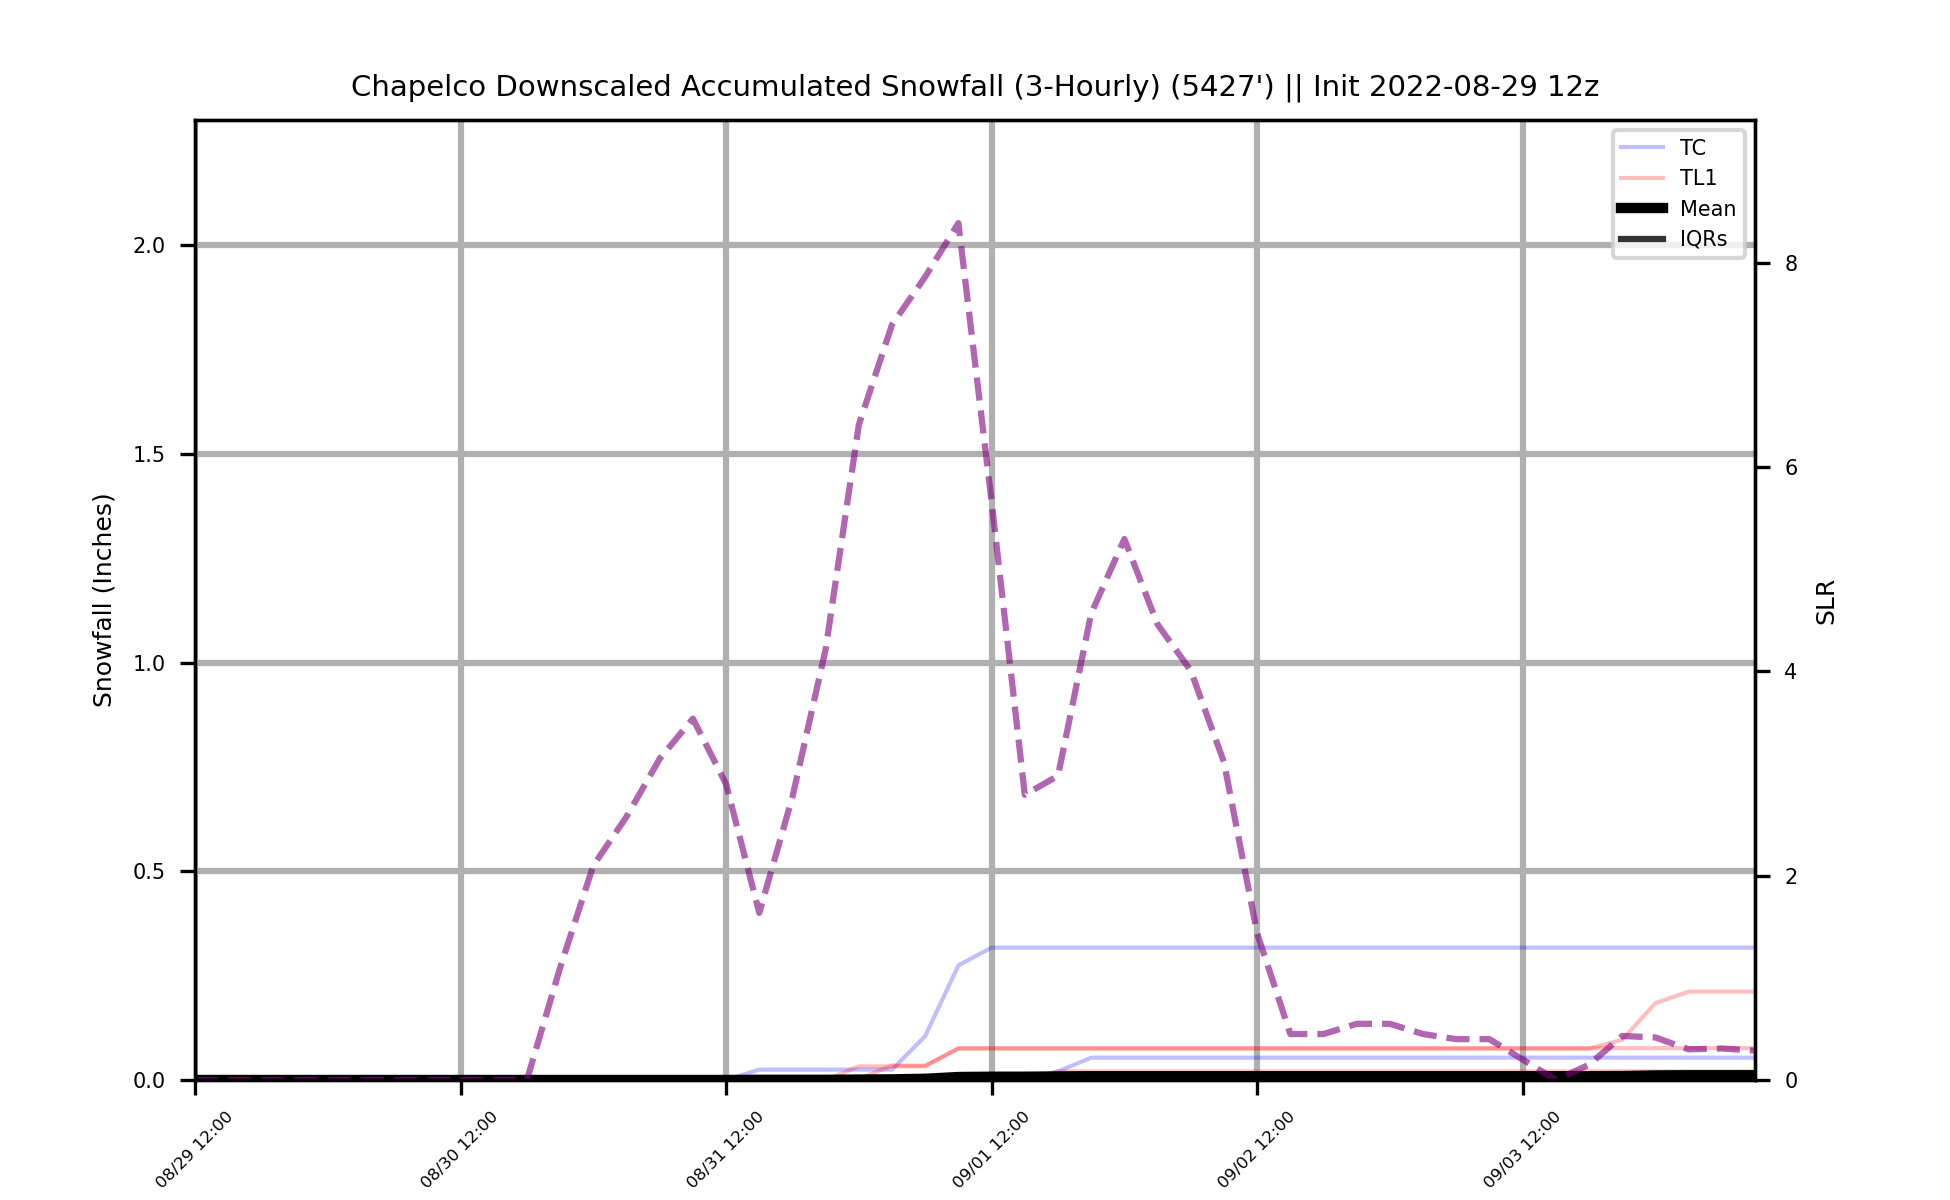 Chapelco Downscaled Accumulated Snowfall (3-Hourly) (5427') || Init 2022-08-29 12z
TC
TL1
Mean
IQRs
2.0
1.5
1.0
0.5
0.0
Snowfall (Inches)
8
6
4
2
0
SLR
08/29 12:00
08/30 12:00
08/31 12:00
09/01 12:00
09/02 12:00
09/03 12:00